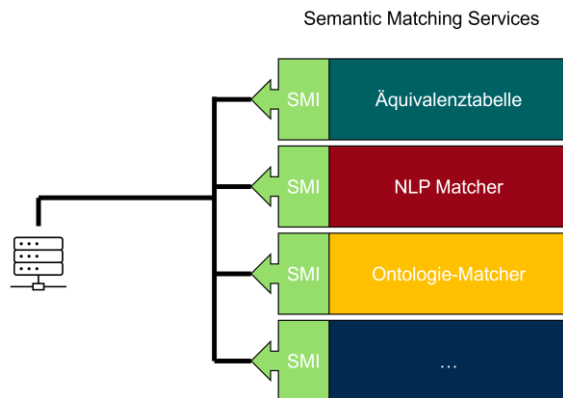 Semantic Matching Services
SMI Äquivalenztabelle
SMI NLP Matcher
SMI Ontologie-Matcher
SMI ...